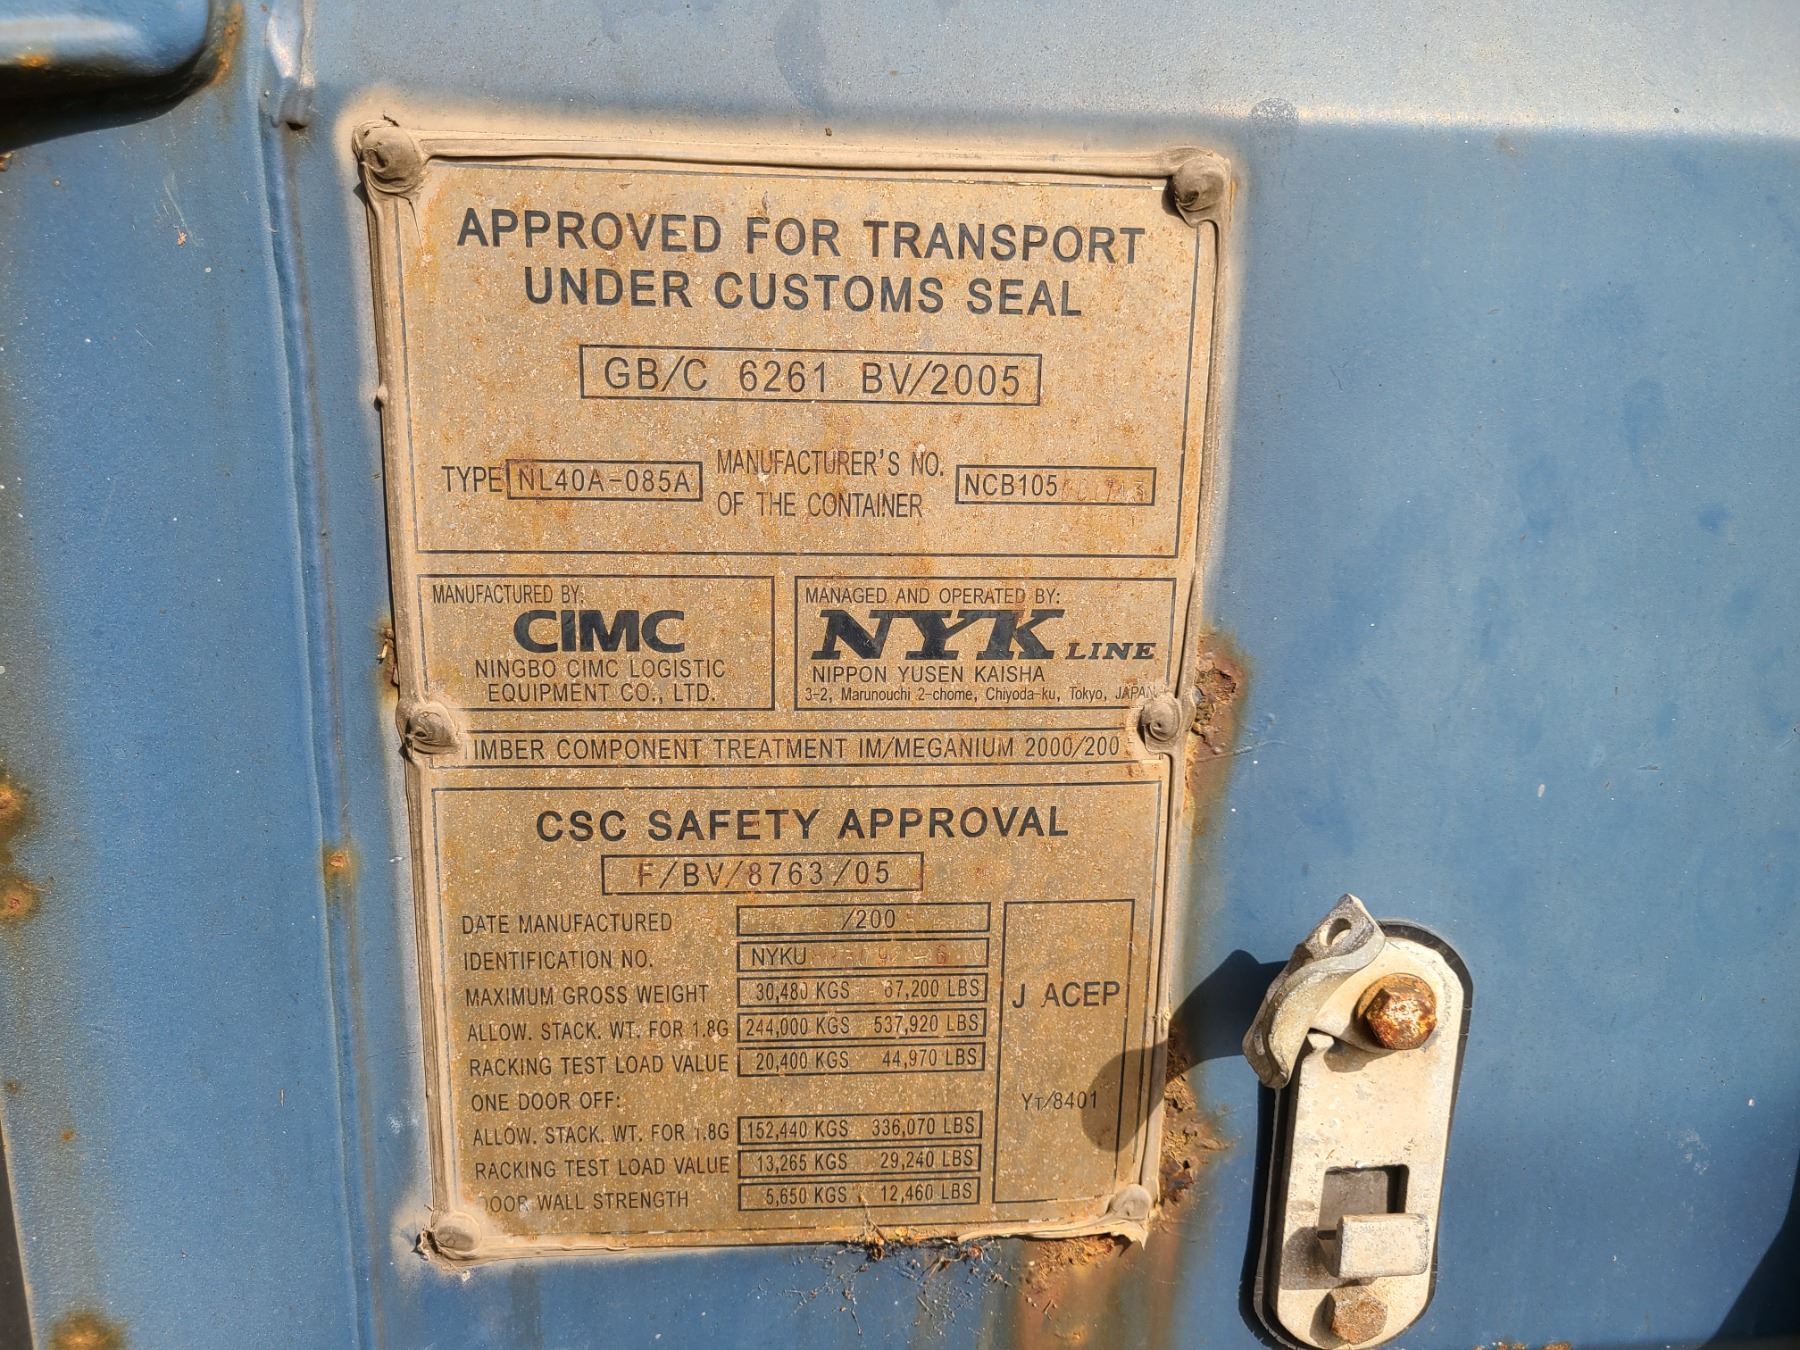 APPROVED FOR TRANSPORT
UNDER CUSTOMS SEAL
GB/C 6261 BV/2005
TYPE NL40A-085A
MANUFACTURER'S NO.
OF THE CONTAINER
NCB105
MANUFACTURED BY:
CIMC
NINGBO CIMC LOGISTIC
EQUIPMENT CO., LTD.
MANAGED AND OPERATED BY:
NYK LINE
NIPPON YUSEN KAISHA
3-2, Marunouchi 2-chome, Chiyoda-ku, Tokyo, JAPAN
IMBER COMPONENT TREATMENT IM/MEGANIUM 2000/200
CSC SAFETY APPROVAL
F/BV/8763/05
DATE MANUFACTURED /200
IDENTIFICATION NO. NYKU
MAXIMUM GROSS WEIGHT 30,480 KGS 67,200 LBS
ALLOW. STACK. WT. FOR 1.8G 244,000 KGS 537,920 LBS
RACKING TEST LOAD VALUE 20,400 KGS 44,970 LBS
ONE DOOR OFF:
ALLOW. STACK. WT. FOR 1.8G 152,440 KGS 336,070 LBS
RACKING TEST LOAD VALUE 13,265 KGS 29,240 LBS
DOOR WALL STRENGTH 5,650 KGS 12,460 LBS
J ACEP
YT/8401